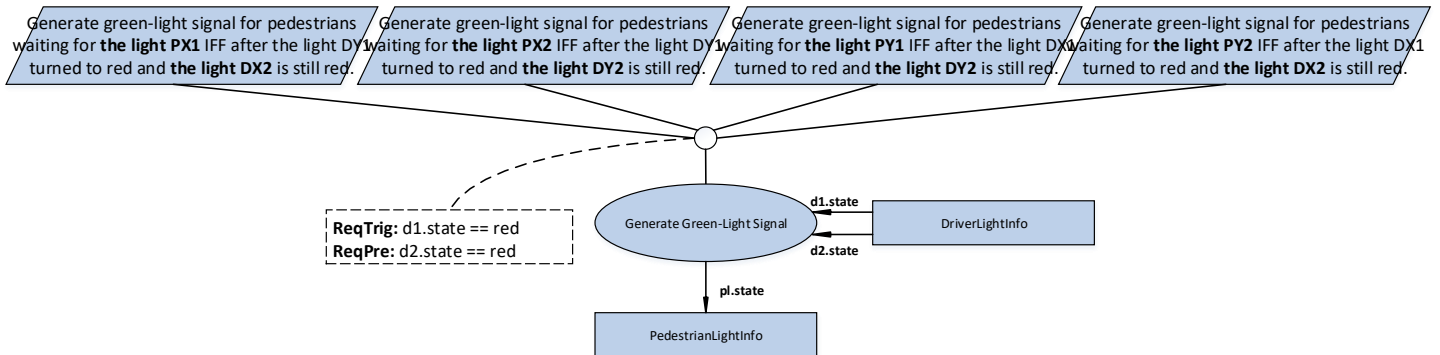 Generate green-light signal for pedestrians
waiting for the light PX1 IFF after the light DY1
turned to red and the light DX2 is still red.
Generate green-light signal for pedestrians
waiting for the light PX2 IFF after the light DY1
turned to red and the light DY2 is still red.
Generate green-light signal for pedestrians
waiting for the light PY1 IFF after the light DX1
turned to red and the light DY2 is still red.
Generate green-light signal for pedestrians
waiting for the light PY2 IFF after the light DX1
turned to red and the light DX2 is still red.
ReqTrig: d1.state == red
ReqPre: d2.state == red
Generate Green-Light Signal
d1.state
d2.state
DriverLightInfo
pl.state
PedestrianLightInfo